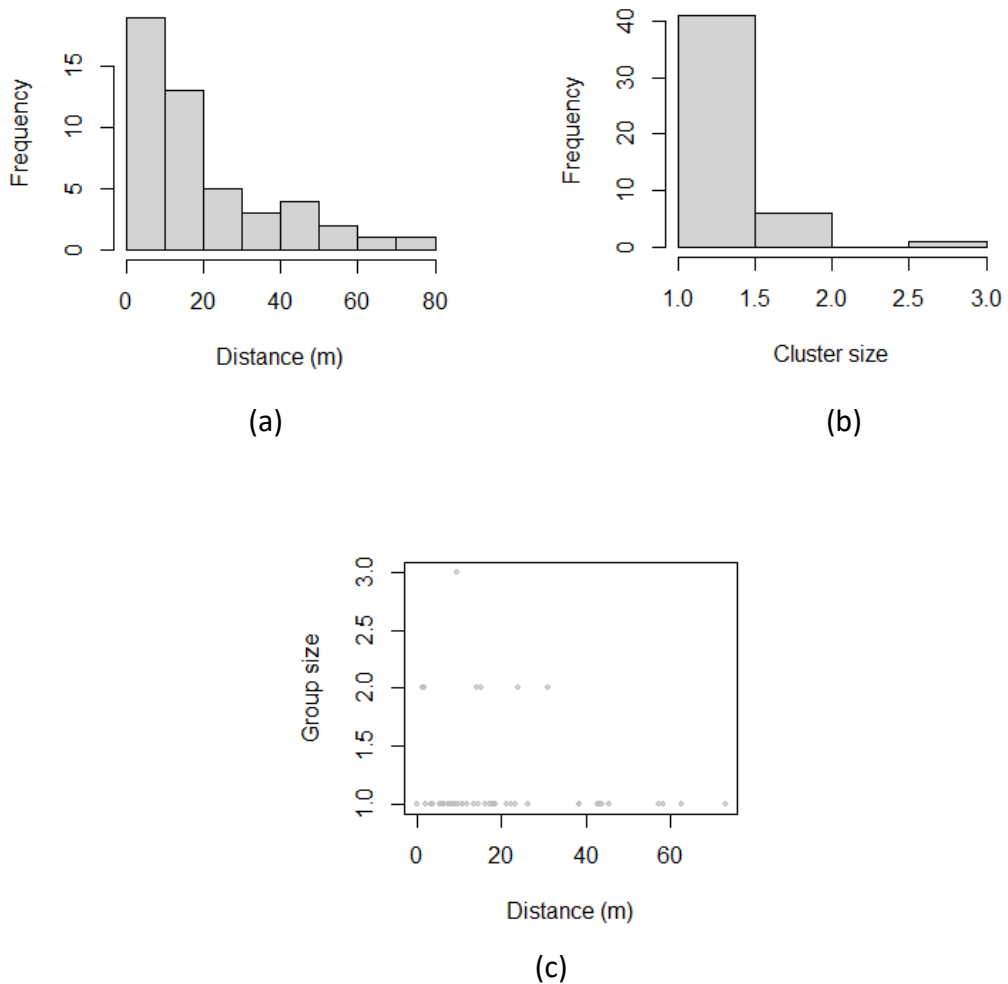 Frequency
15
10
5
0
0 20 40 60 80
Distance (m)
(a)
Frequency
40
30
20
10
0
1.0 1.5 2.0 2.5 3.0
Cluster size
(b)
Group size
3.0
2.5
2.0
1.5
1.0
0 20 40 60
Distance (m)
(c)